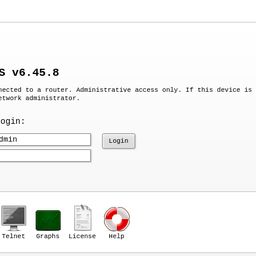 S v6.45.8
nected to a router. Administrative access only. If this device is
etwork administrator.
ogin:
dmin
Login
Telnet Graphs License Help